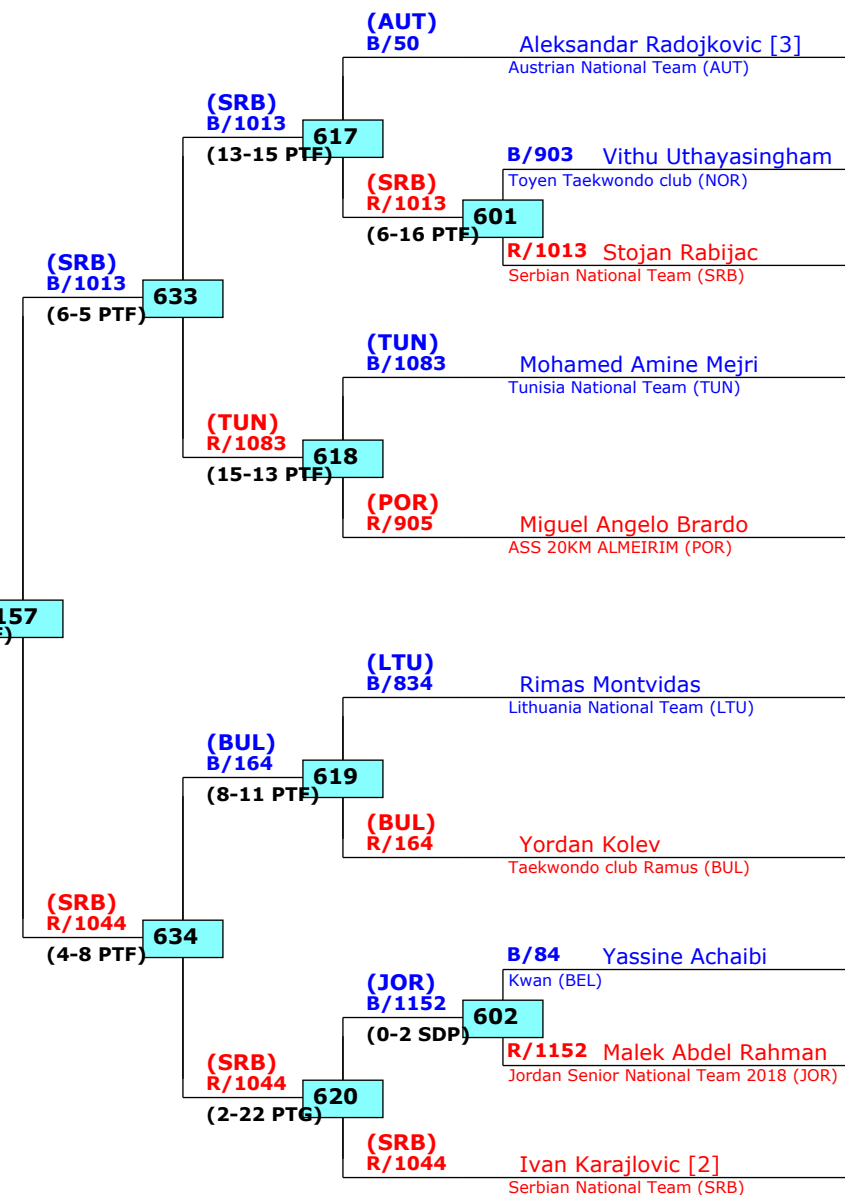 (AUT)
B/50 Aleksandar Radojkovic [3]
Austrian National Team (AUT)
(SRB)
B/1013
617
(13-15 PTF)
B/903 Vithu Uthayasingham
Toyen Taekwondo club (NOR)
(SRB)
R/1013
601
(6-16 PTF)
R/1013 Stojan Rabijac
Serbian National Team (SRB)
(SRB)
B/1013
633
(6-5 PTF)
(TUN)
B/1083 Mohamed Amine Mejri
Tunisia National Team (TUN)
(TUN)
R/1083
618
(15-13 PTF)
(POR)
R/905 Miguel Angelo Brardo
ASS 20KM ALMEIRIM (POR)
157
(LTU)
B/834 Rimas Montvidas
Lithuania National Team (LTU)
(BUL)
B/164
619
(8-11 PTF)
(BUL)
R/164 Yordan Kolev
Taekwondo club Ramus (BUL)
(SRB)
R/1044
634
(4-8 PTF)
B/84 Yassine Achaibi
Kwan (BEL)
(JOR)
B/1152
602
(0-2 SDP)
R/1152 Malek Abdel Rahman
Jordan Senior National Team 2018 (JOR)
(SRB)
R/1044
620
(2-22 PTG)
(SRB)
R/1044 Ivan Karajlovic [2]
Serbian National Team (SRB)